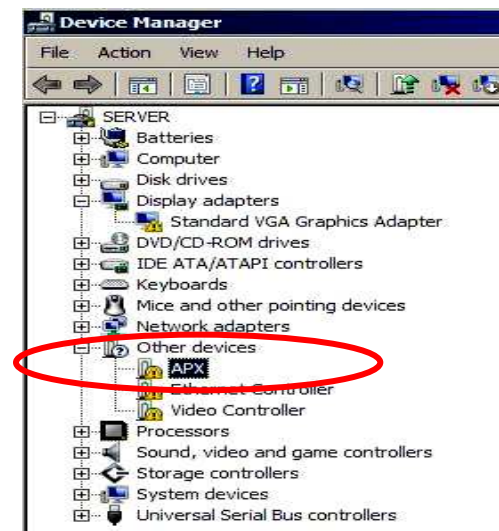 Device Manager
File Action View Help
SERVER
Batteries
Computer
Disk drives
Display adapters
Standard VGA Graphics Adapter
DVD/CD-ROM drives
IDE ATA/ATAPI controllers
Keyboards
Mice and other pointing devices
Network adapters
Other devices
APX
Ethernet Controller
Video Controller
Processors
Sound, video and game controllers
Storage controllers
System devices
Universal Serial Bus controllers